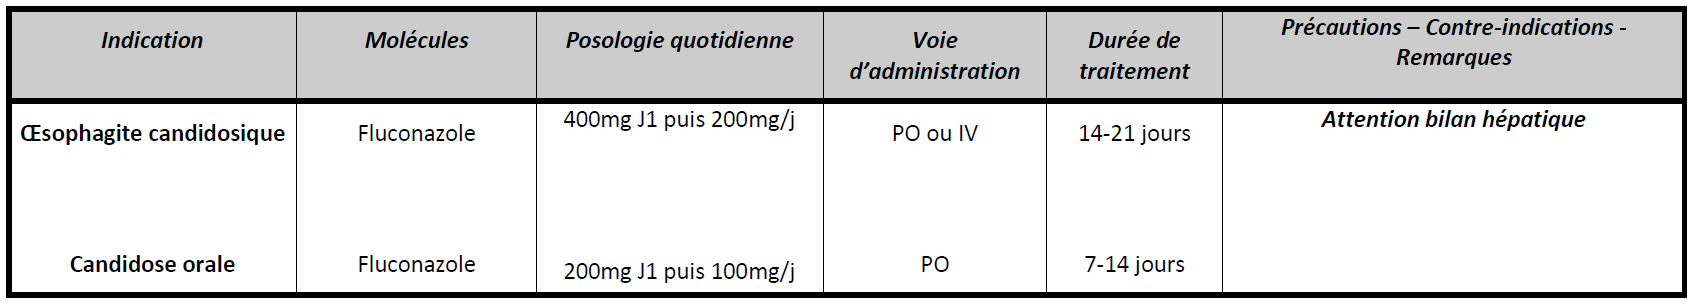 Indication
Molécules
Posologie quotidienne
Voie
d’administration
Durée de
traitement
Précautions – Contre-indications -
Remarques
Œsophagite candidosique
Fluconazole
400mg J1 puis 200mg/j
PO ou IV
14-21 jours
Attention bilan hépatique
Candidose orale
Fluconazole
200mg J1 puis 100mg/j
PO
7-14 jours